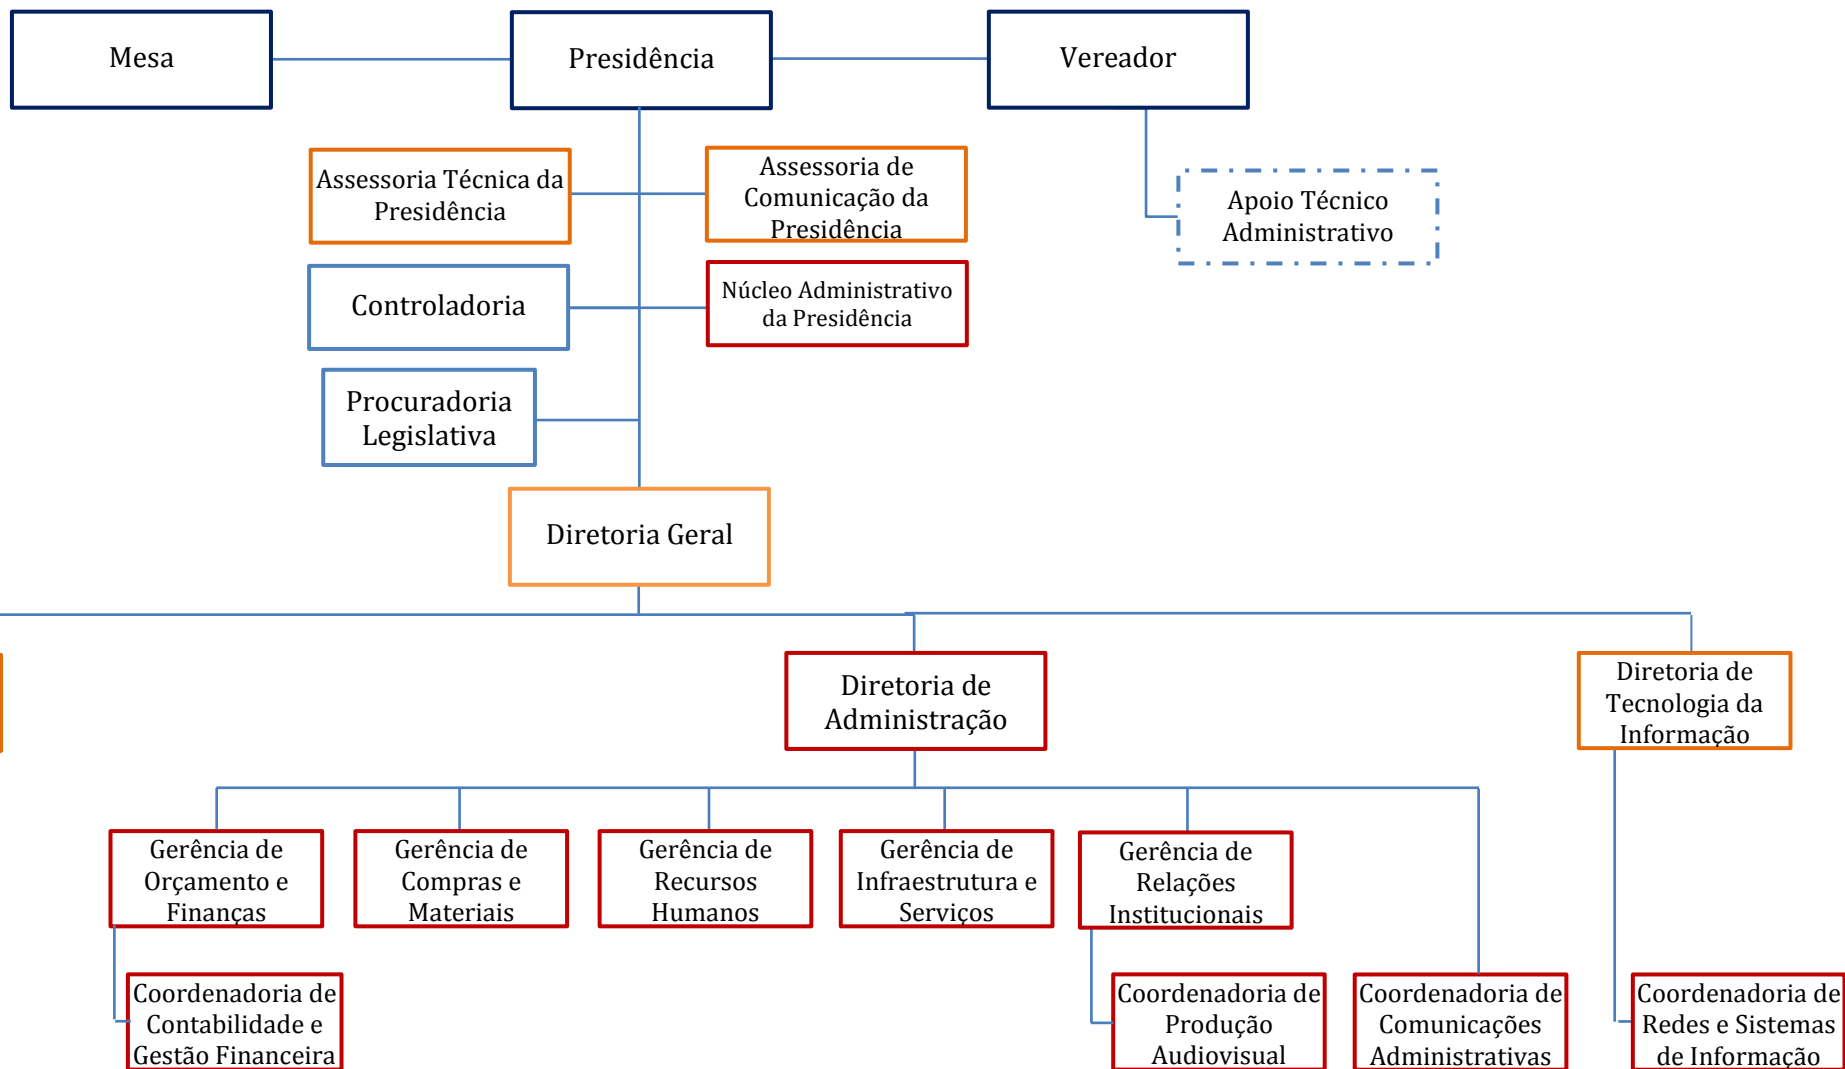 Mesa
Presidência
Vereador
Assessoria Técnica da
Presidência
Assessoria de
Comunicação da
Presidência
Apoio Técnico
Administrativo
Controladoria
Núcleo Administrativo
da Presidência
Procuradoria
Legislativa
Diretoria Geral
Diretoria de
Administração
Diretoria de
Tecnologia da
Informação
Gerência de
Orçamento e
Finanças
Gerência de
Compras e
Materiais
Gerência de
Recursos
Humanos
Gerência de
Infraestrutura e
Serviços
Gerência de
Relações
Institucionais
Coordenadoria de
Contabilidade e
Gestão Financeira
Coordenadoria de
Produção
Audiovisual
Coordenadoria de
Comunicações
Administrativas
Coordenadoria de
Redes e Sistemas
de Informação